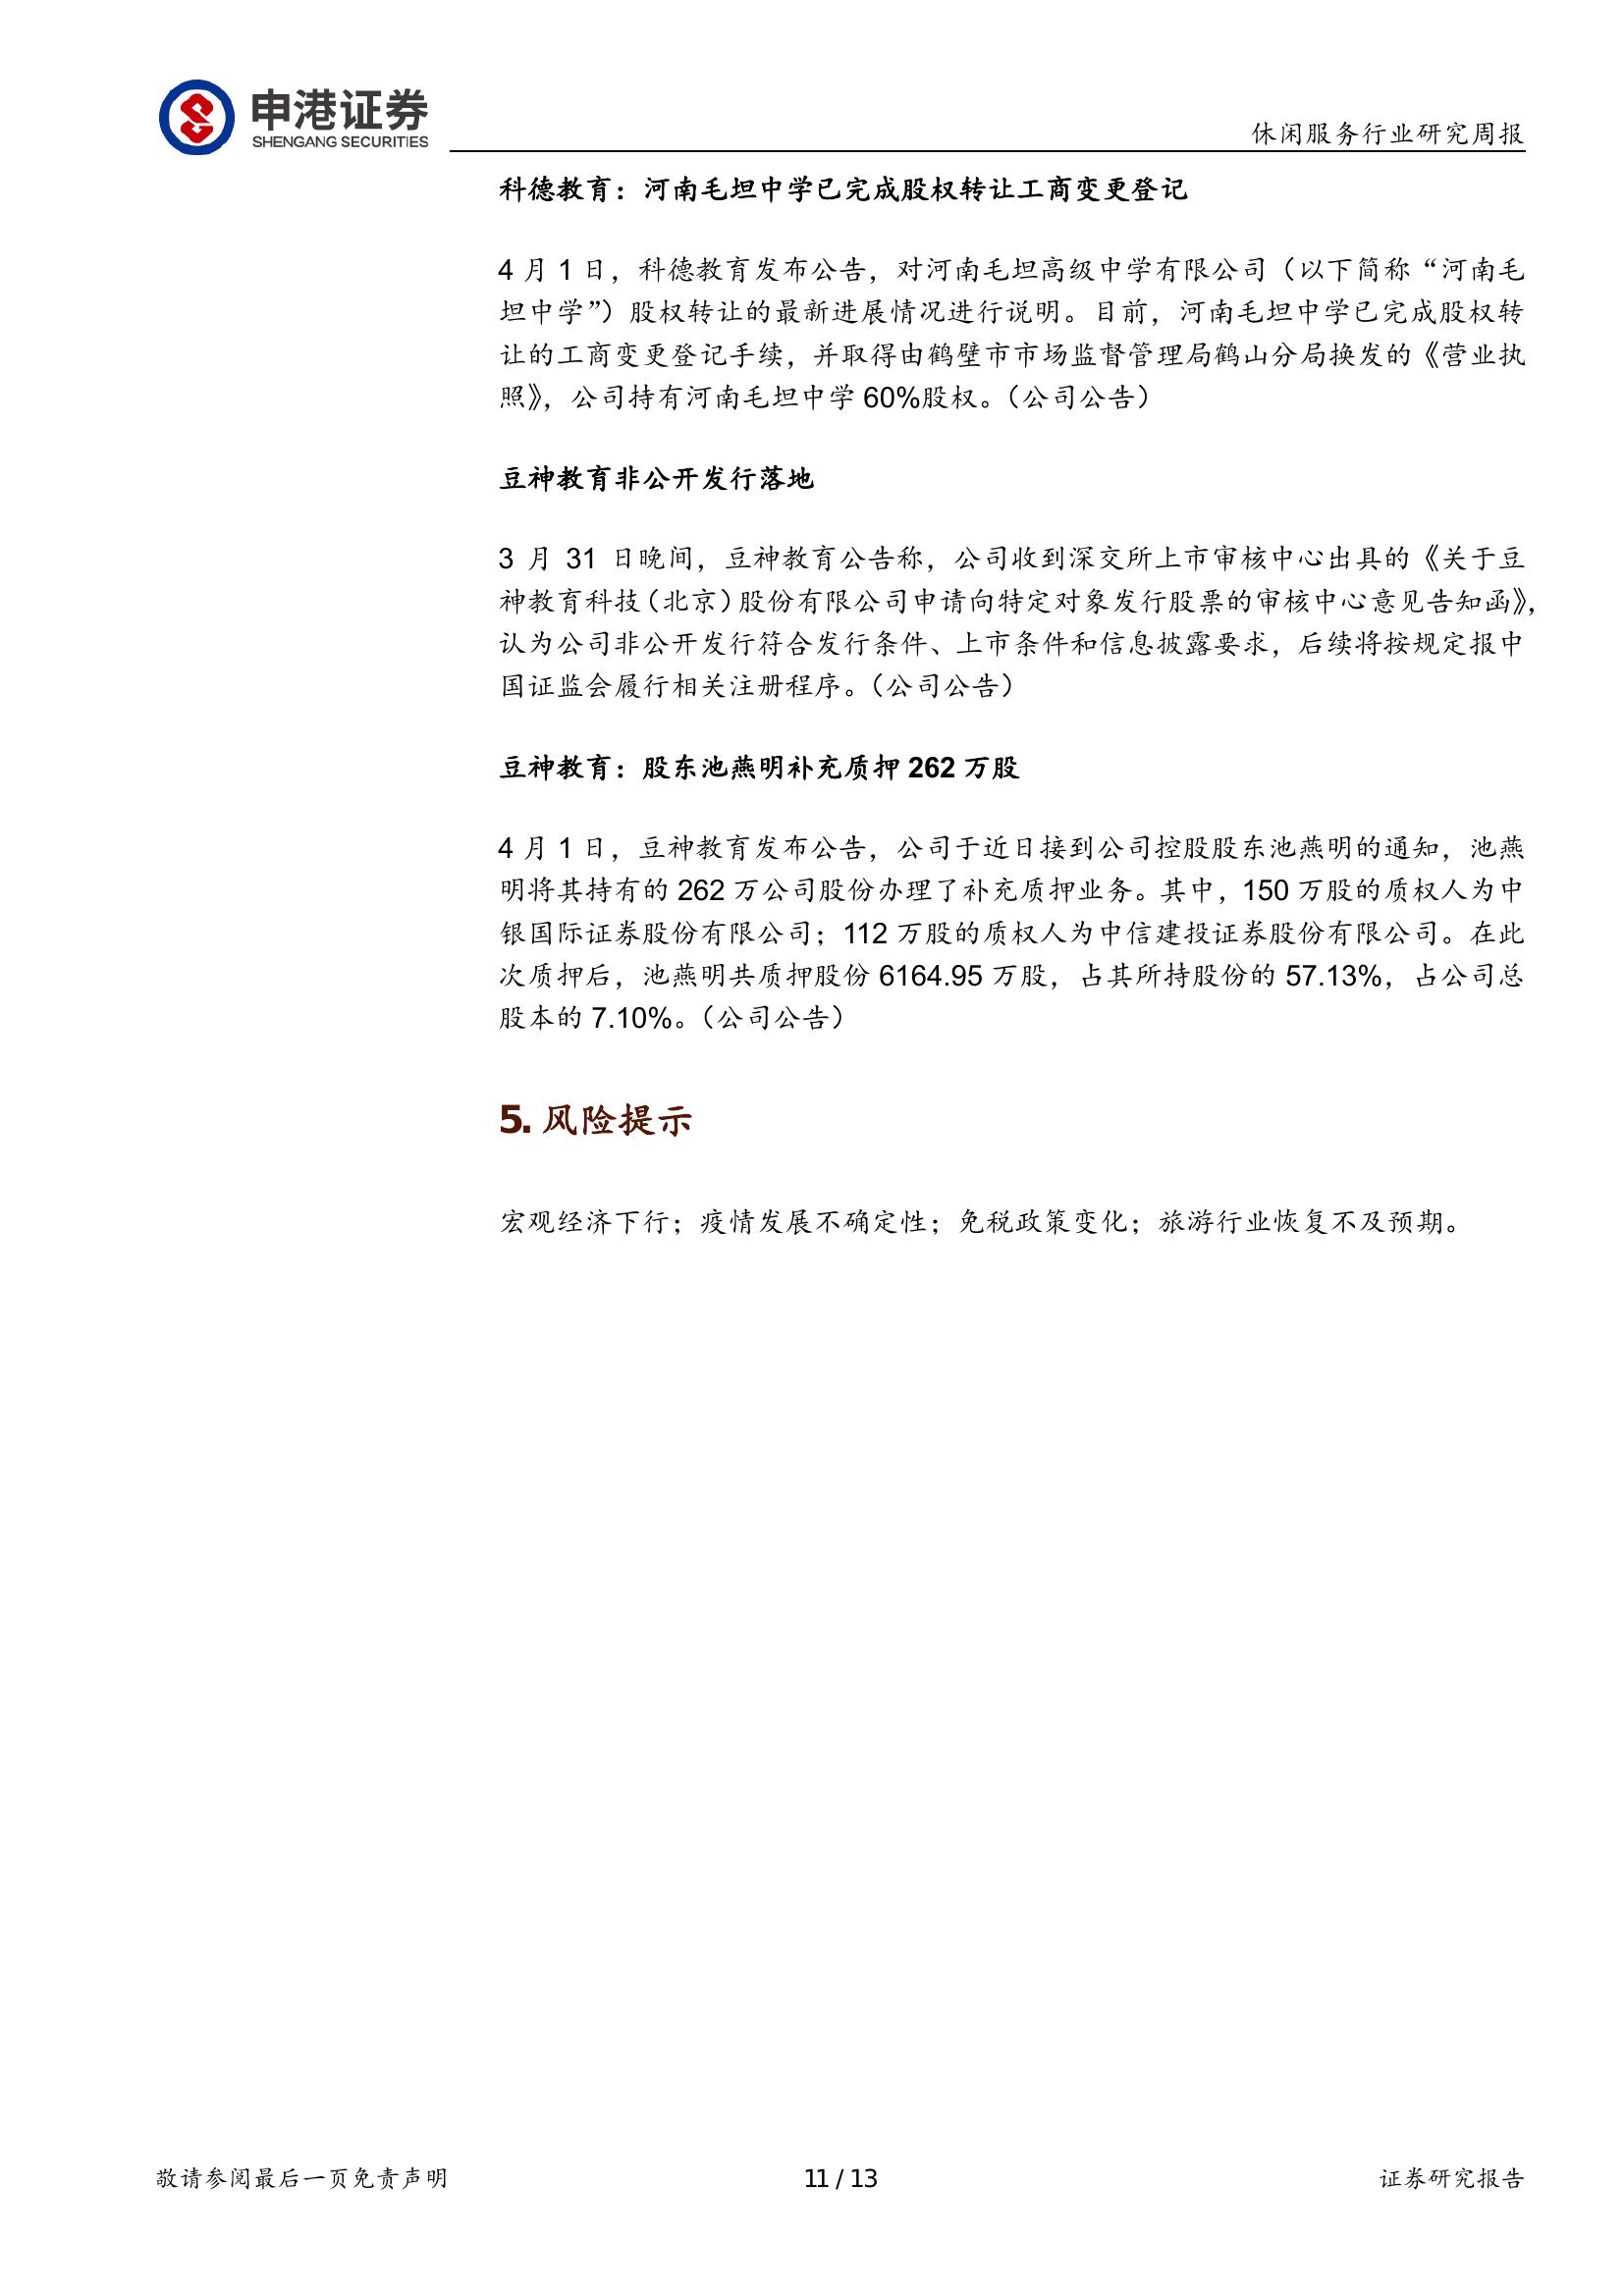 申港证券
SHENGANG SECURITIES
休闲服务行业研究周报
科德教育：河南毛坦中学已完成股权转让工商变更登记
4 月 1 日，科德教育发布公告，对河南毛坦高级中学有限公司（以下简称“河南毛
坦中学”）股权转让的最新进展情况进行说明。目前，河南毛坦中学已完成股权转
让的工商变更登记手续，并取得由鹤壁市市场监督管理局鹤山分局换发的《营业执
照》，公司持有河南毛坦中学 60%股权。（公司公告）
豆神教育非公开发行落地
3 月 31 日晚间，豆神教育公告称，公司收到深交所上市审核中心出具的《关于豆
神教育科技（北京）股份有限公司申请向特定对象发行股票的审核中心意见告知函》，
认为公司非公开发行符合发行条件、上市条件和信息披露要求，后续将按规定报中
国证监会履行相关注册程序。（公司公告）
豆神教育：股东池燕明补充质押 262 万股
4 月 1 日，豆神教育发布公告，公司于近日接到公司控股股东池燕明的通知，池燕
明将其持有的 262 万公司股份办理了补充质押业务。其中，150 万股的质权人为中
银国际证券股份有限公司；112 万股的质权人为中信建投证券股份有限公司。在此
次质押后，池燕明共质押股份 6164.95 万股，占其所持股份的 57.13%，占公司总
股本的 7.10%。（公司公告）
5. 风险提示
宏观经济下行；疫情发展不确定性；免税政策变化；旅游行业恢复不及预期。
敬请参阅最后一页免责声明
11 / 13
证券研究报告